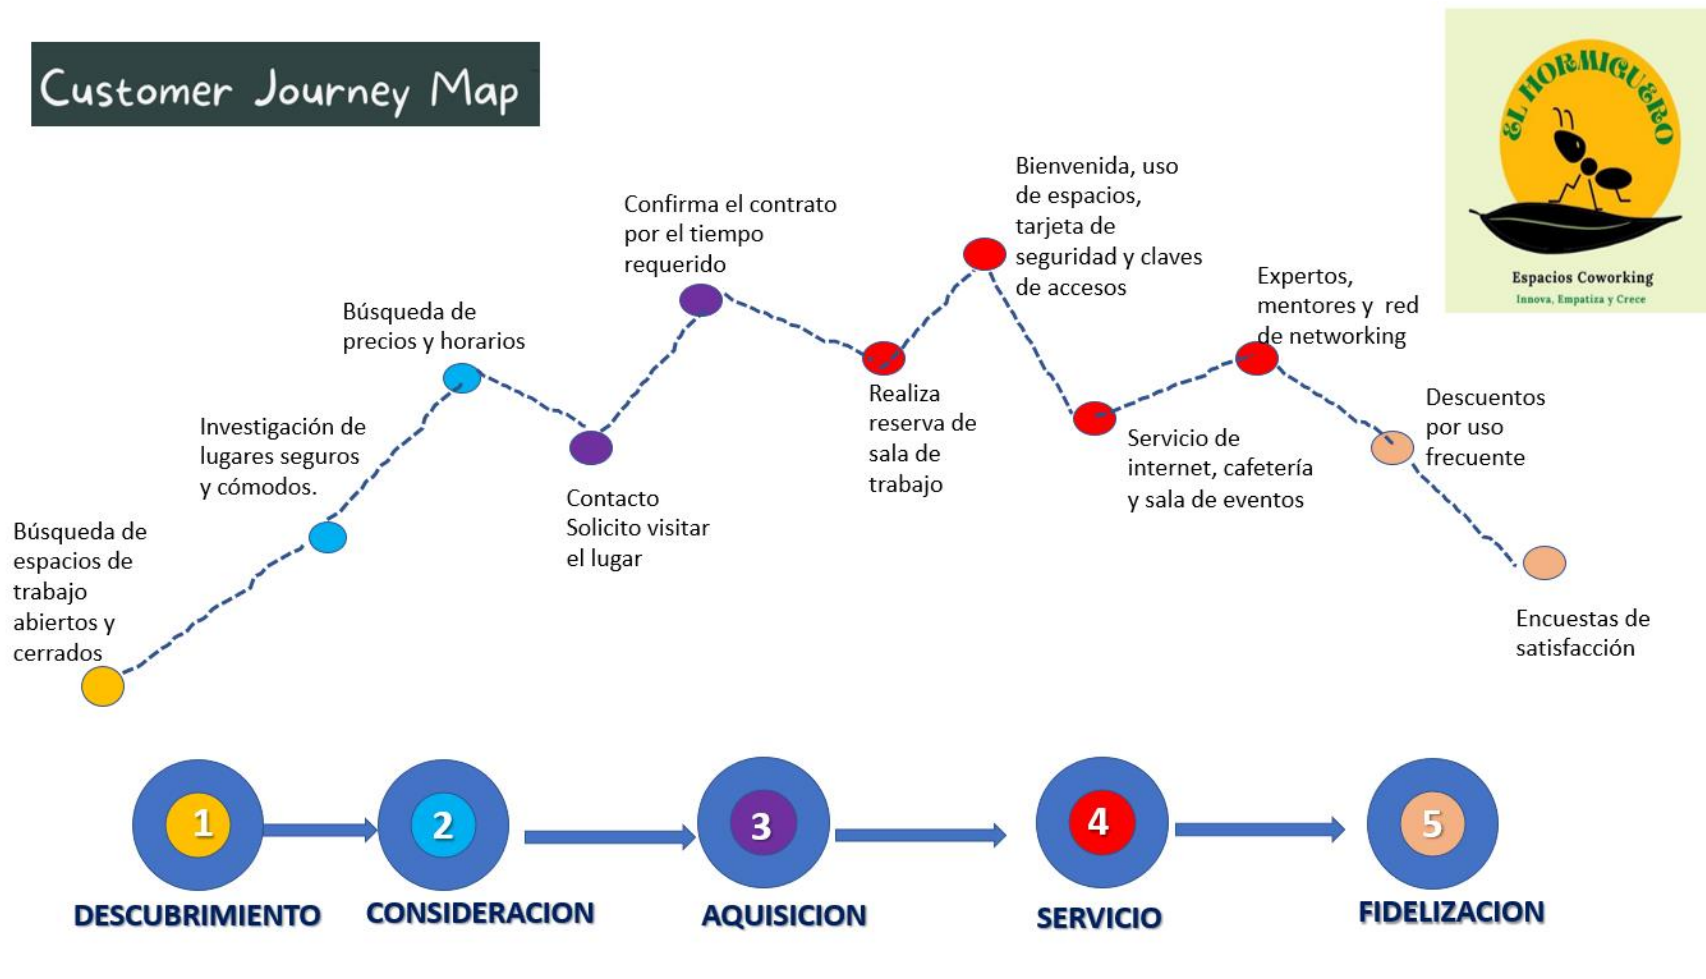 Customer Journey Map
EL HORMIGUERO
Espacios Coworking
Innova, Empatiza y Crece
Búsqueda de
espacios de
trabajo
abiertos y
cerrados
Investigación de
lugares seguros
y cómodos.
Búsqueda de
precios y horarios
Contacto
Solicito visitar
el lugar
Confirma el contrato
por el tiempo
requerido
Realiza
reserva de
sala de
trabajo
Bienvenida, uso
de espacios,
tarjeta de
seguridad y claves
de accesos
Servicio de
internet, cafetería
y sala de eventos
Expertos,
mentores y red
de networking
Descuentos
por uso
frecuente
Encuestas de
satisfacción
1
2
3
4
5
DESCUBRIMIENTO
CONSIDERACION
AQUISICION
SERVICIO
FIDELIZACION